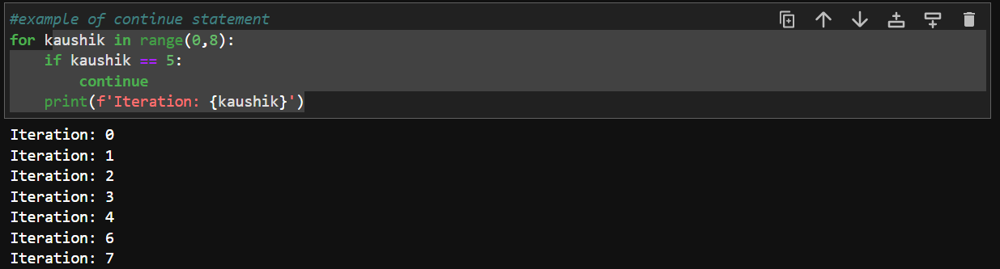 #example of continue statement
for kaushik in range(0,8):
    if kaushik == 5:
        continue
    print(f'Iteration: {kaushik}')
Iteration: 0
Iteration: 1
Iteration: 2
Iteration: 3
Iteration: 4
Iteration: 6
Iteration: 7